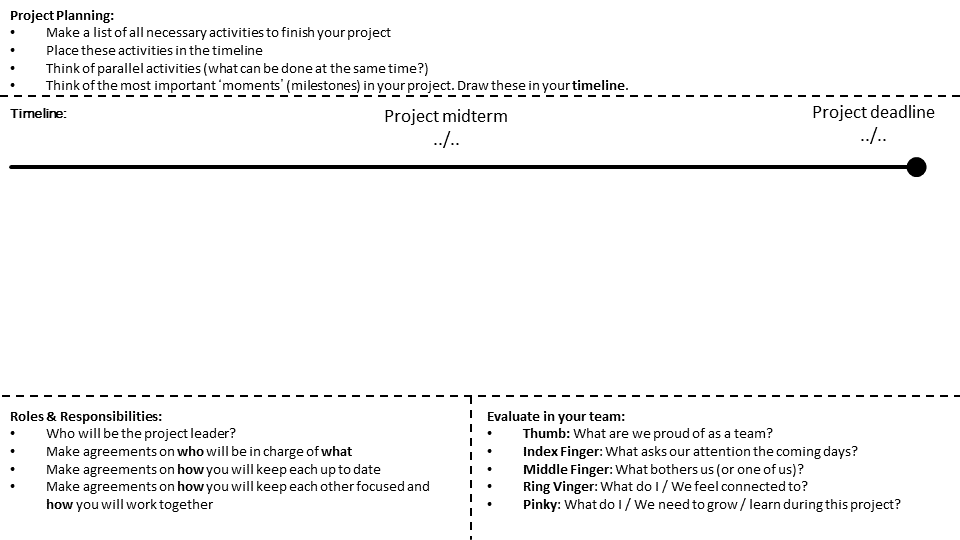 Project Planning:
• Make a list of all necessary activities to finish your project
• Place these activities in the timeline
• Think of parallel activities (what can be done at the same time?)
• Think of the most important ‘moments’ (milestones) in your project. Draw these in your timeline.
Timeline:
Project midterm
../..
Project deadline
../..
Roles & Responsibilities:
• Who will be the project leader?
• Make agreements on who will be in charge of what
• Make agreements on how you will keep each up to date
• Make agreements on how you will keep each other focused and
how you will work together
Evaluate in your team:
• Thumb: What are we proud of as a team?
• Index Finger: What asks our attention the coming days?
• Middle Finger: What bothers us (or one of us)?
• Ring Vinger: What do I / We feel connected to?
• Pinky: What do I / We need to grow / learn during this project?